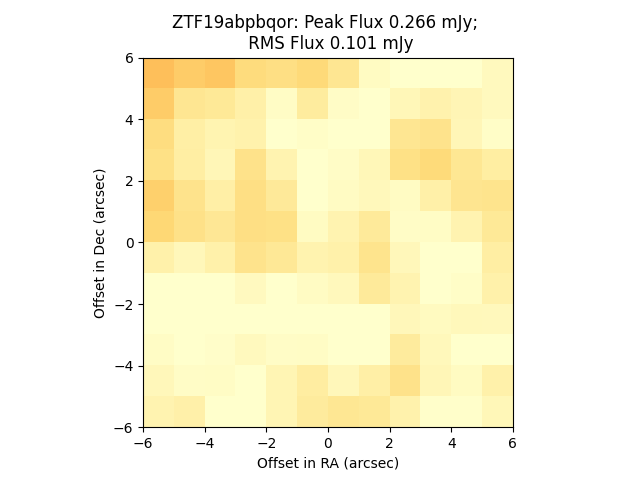 ZTF19abpbqor: Peak Flux 0.266 mJy;
RMS Flux 0.101 mJy
6
4
2
0
−2
−4
−6
Offset in Dec (arcsec)
−6 −4 −2 0 2 4 6
Offset in RA (arcsec)